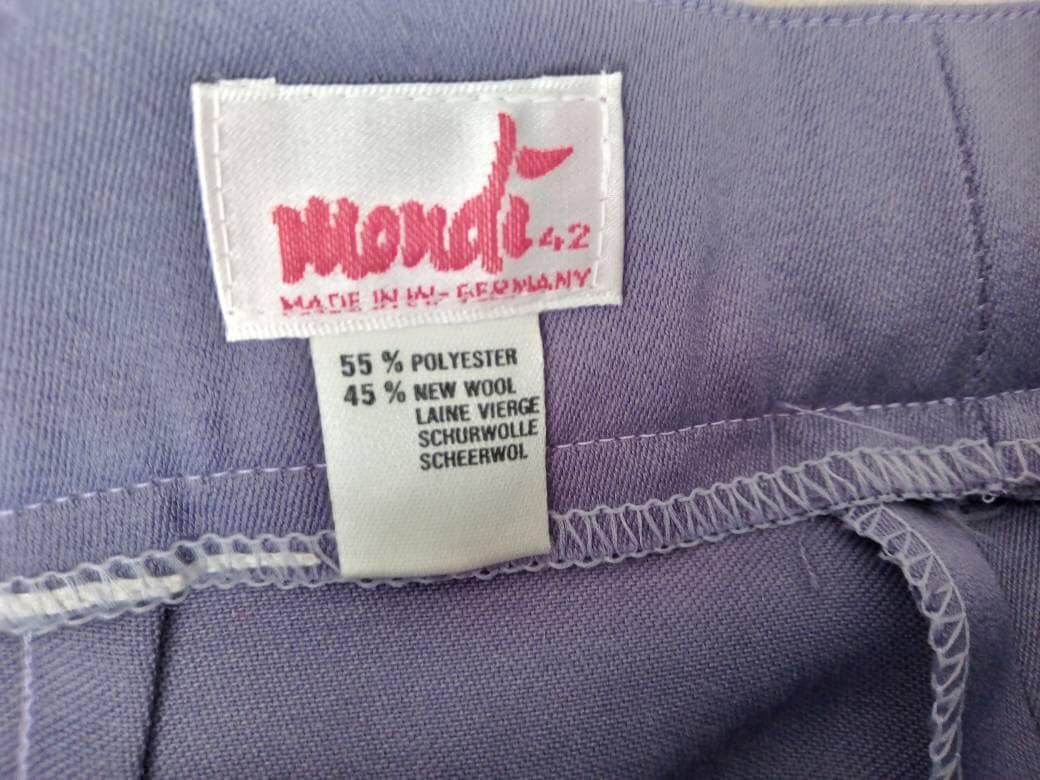 mondi 42
MADE IN W-GERMANY
55 % POLYESTER
45 % NEW WOOL
LAINE VIERGE
SCHURWOLLE
SCHEERWOL